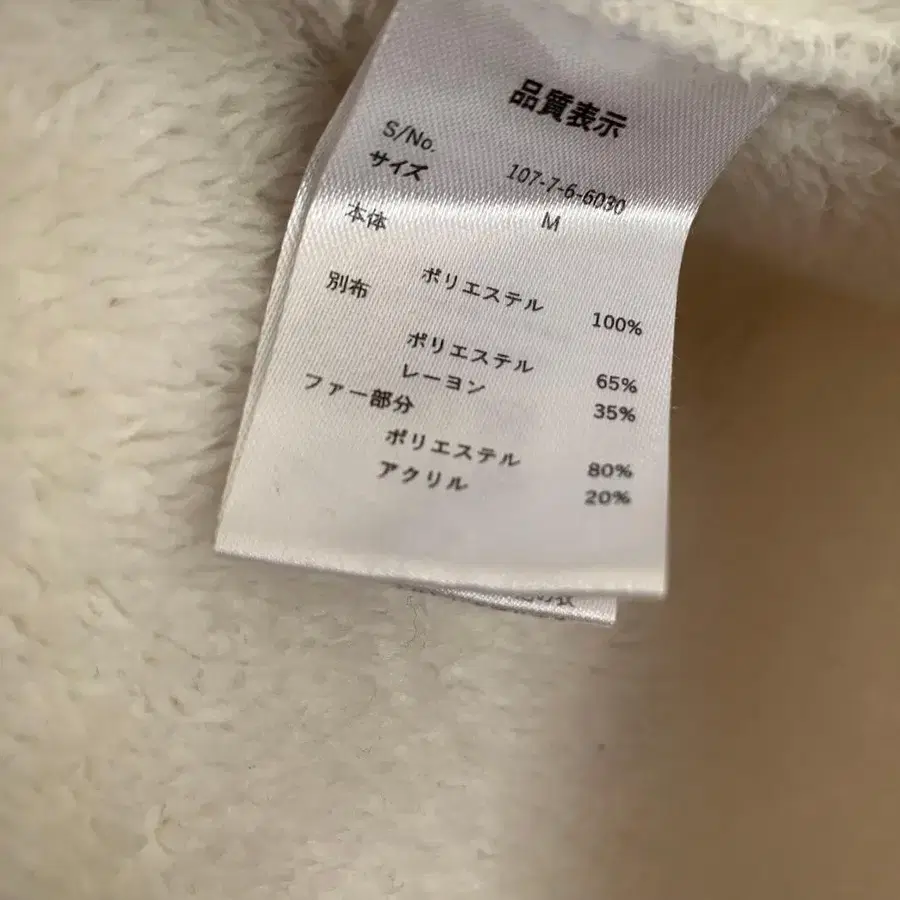 品質表示
S/No. 107-7-6-6030
サイズ M
本体
ポリエステル 100%
別布
ポリエステル 65%
レーヨン 35%
ファー部分
ポリエステル 80%
アクリル 20%